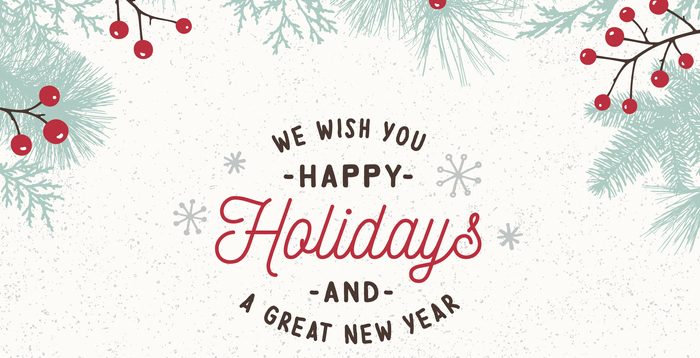 WE WISH YOU
-HAPPY-
Holidays
-AND-
A GREAT NEW YEAR